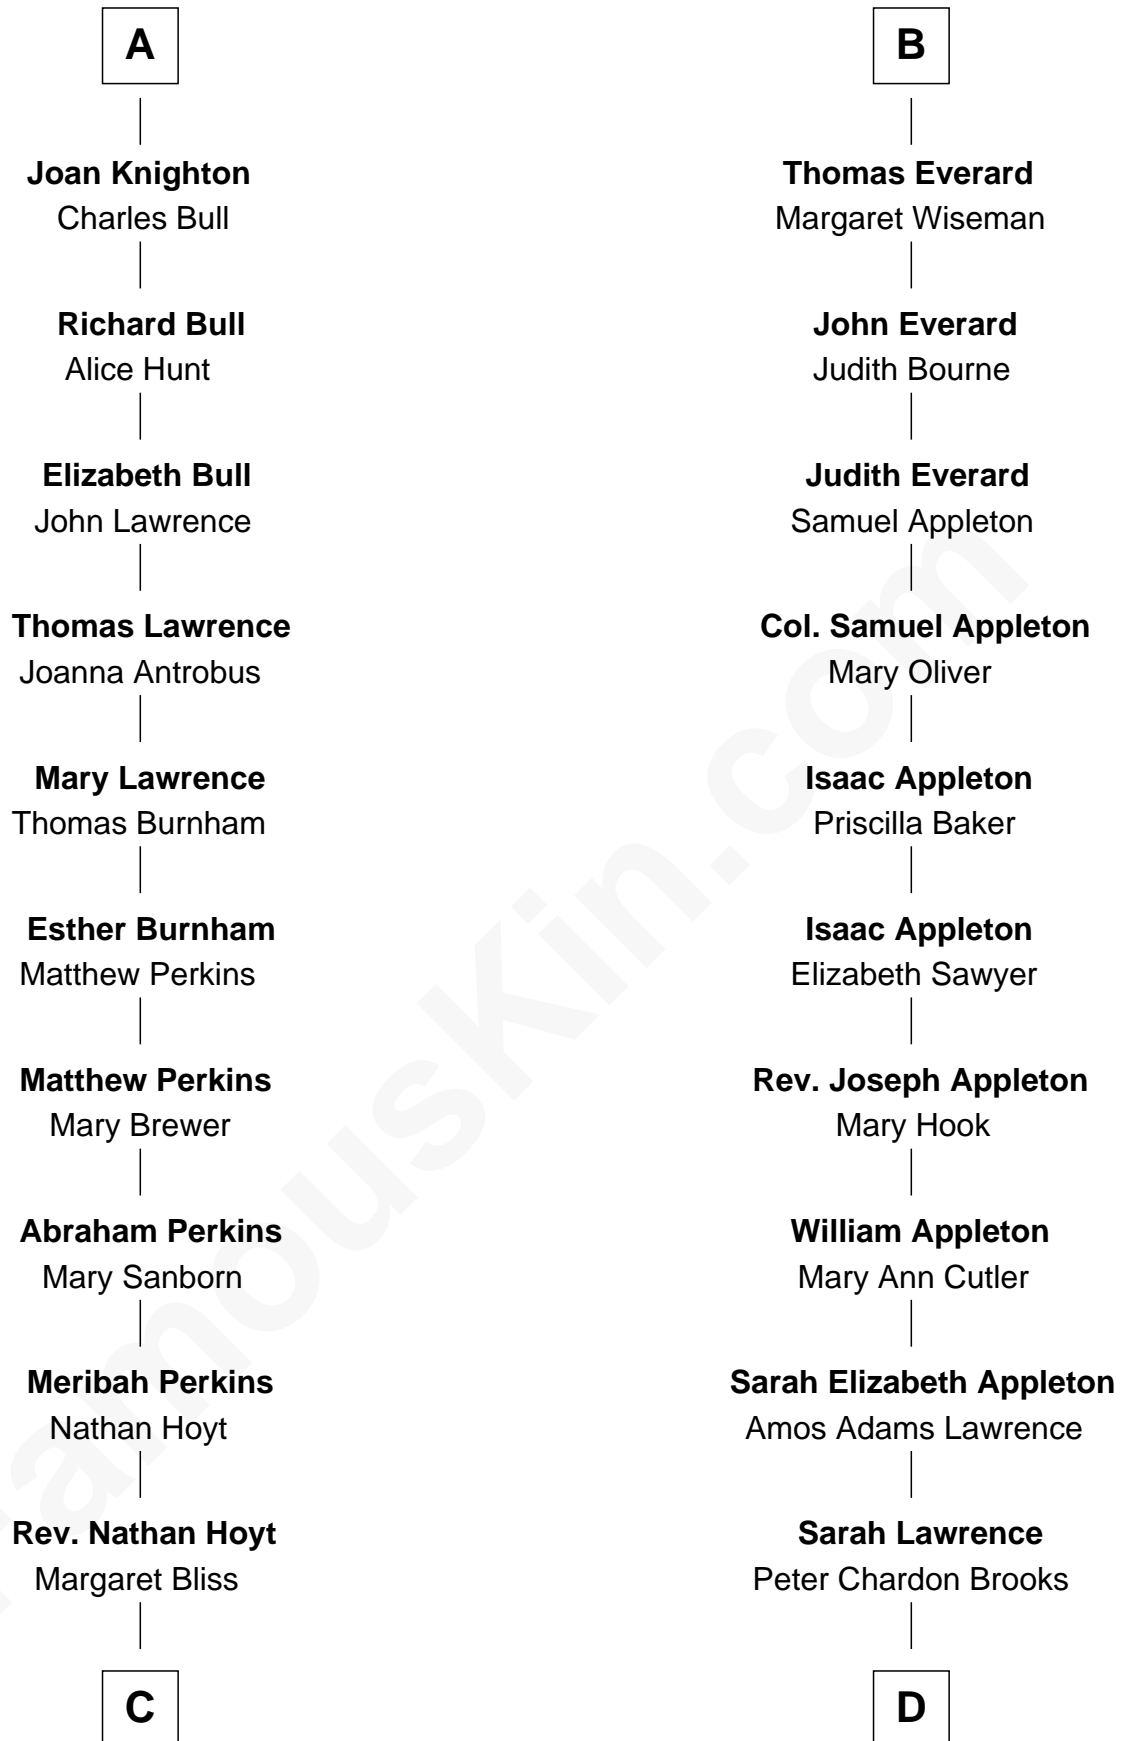 A
Joan Knighton
Charles Bull
Richard Bull
Alice Hunt
Elizabeth Bull
John Lawrence
Thomas Lawrence
Joanna Antrobus
Mary Lawrence
Thomas Burnham
Esther Burnham
Matthew Perkins
Matthew Perkins
Mary Brewer
Abraham Perkins
Mary Sanborn
Meribah Perkins
Nathan Hoyt
Rev. Nathan Hoyt
Margaret Bliss
C
B
Thomas Everard
Margaret Wiseman
John Everard
Judith Bourne
Judith Everard
Samuel Appleton
Col. Samuel Appleton
Mary Oliver
Isaac Appleton
Priscilla Baker
Isaac Appleton
Elizabeth Sawyer
Rev. Joseph Appleton
Mary Hook
William Appleton
Mary Ann Cutler
Sarah Elizabeth Appleton
Amos Adams Lawrence
Sarah Lawrence
Peter Chardon Brooks
D
FamousKin.com